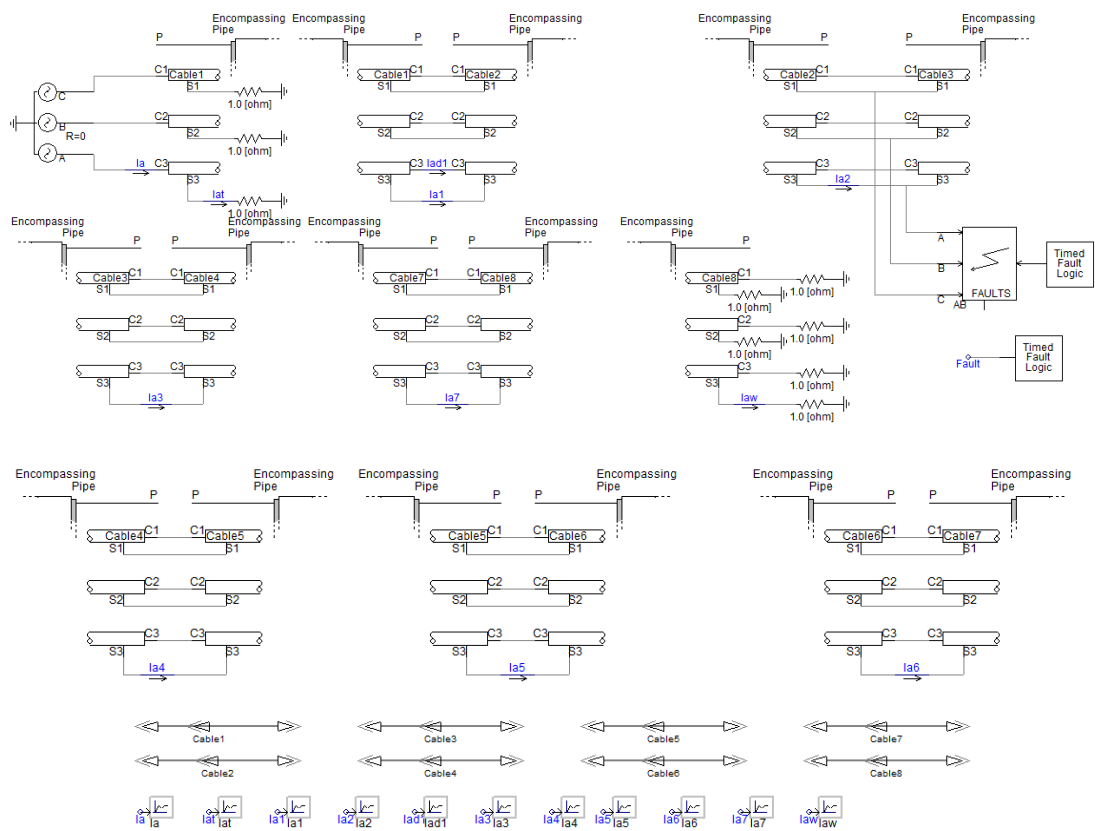 Encompassing Pipe
P
C1
Cable1
S1
1.0 [ohm]
C
B
R=0
A
C2
S2
1.0 [ohm]
Ia
C3
S3
Iat
1.0 [ohm]
Encompassing Pipe
P
P
Encompassing Pipe
C1
C1
Cable1
Cable2
S1
S1
C2
C2
S2
S2
C3
Iad1
C3
S3
S3
Ia1
Encompassing Pipe
P
P
Encompassing Pipe
C1
C1
Cable2
Cable3
S1
S1
C2
C2
S2
S2
C3
C3
S3
Ia2
S3
A
B
C
AB
FAULTS
Timed
Fault
Logic
Fault
Timed
Fault
Logic
Encompassing Pipe
P
P
Encompassing Pipe
C1
C1
Cable3
Cable4
S1
S1
C2
C2
S2
S2
C3
C3
S3
S3
Ia3
Encompassing Pipe
P
P
Encompassing Pipe
C1
C1
Cable7
Cable8
S1
S1
C2
C2
S2
S2
C3
C3
S3
S3
Ia7
Encompassing Pipe
P
C1
Cable8
S1
1.0 [ohm]
1.0 [ohm]
C2
S2
1.0 [ohm]
1.0 [ohm]
C3
S3
1.0 [ohm]
Iaw
1.0 [ohm]
Encompassing Pipe
P
P
Encompassing Pipe
C1
C1
Cable4
Cable5
S1
S1
C2
C2
S2
S2
C3
C3
S3
S3
Ia4
Encompassing Pipe
P
P
Encompassing Pipe
C1
C1
Cable5
Cable6
S1
S1
C2
C2
S2
S2
C3
C3
S3
S3
Ia5
Encompassing Pipe
P
P
Encompassing Pipe
C1
C1
Cable6
Cable7
S1
S1
C2
C2
S2
S2
C3
C3
S3
S3
Ia6
Cable1
Cable3
Cable5
Cable7
Cable2
Cable4
Cable6
Cable8
Ia Ia
Iat Iat
Ia1 Ia1
Ia2 Ia2
Iad1 Iad1
Ia3 Ia3
Ia4 Ia4
Ia5 Ia5
Ia6 Ia6
Ia7 Ia7
Iaw Iaw